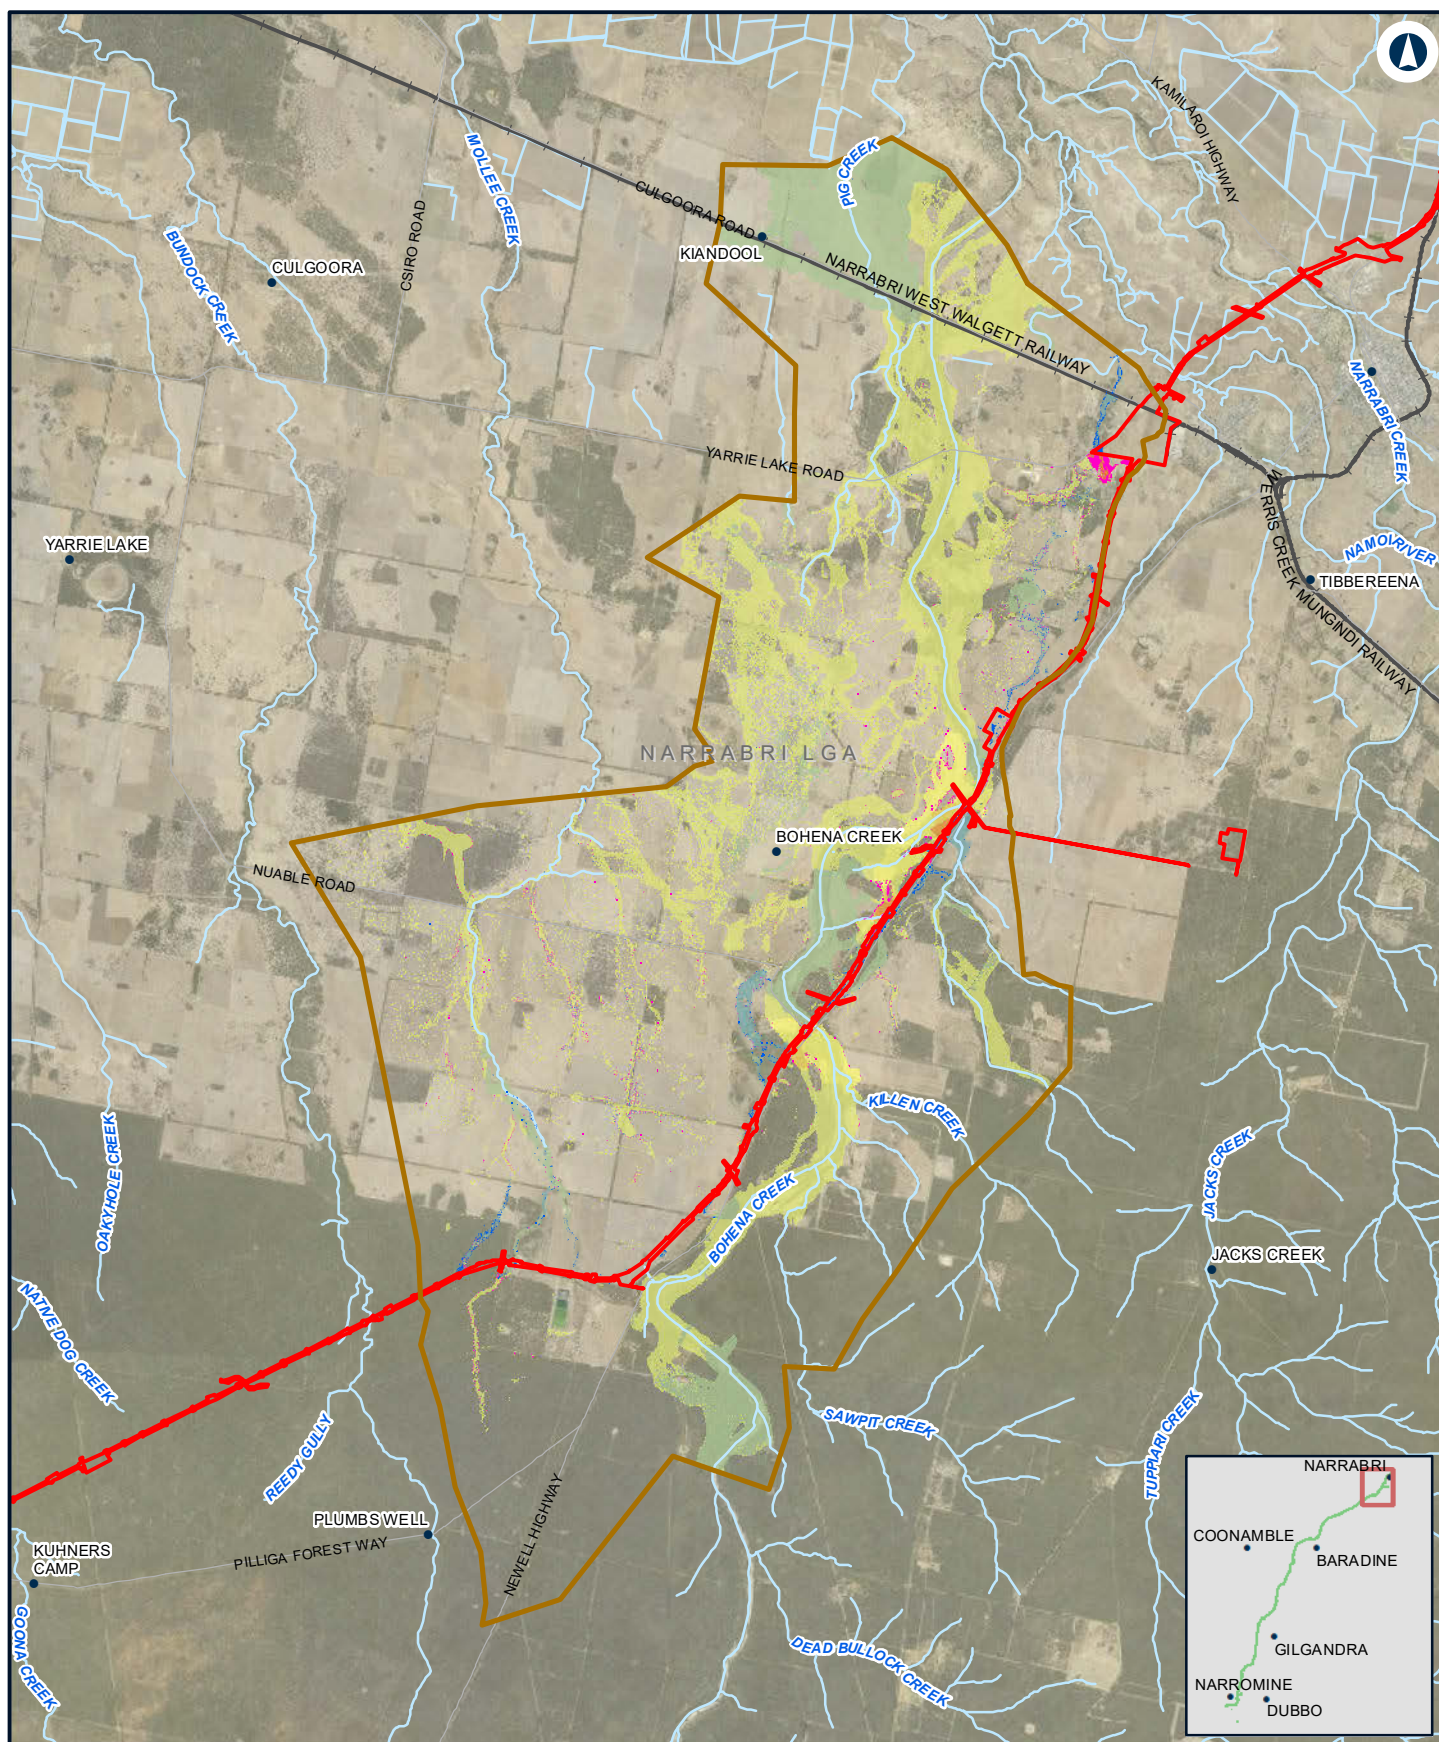 KAMILAROI HIGHWAY
MOLLEE CREEK
PIG CREEK
CULGOORA ROAD
CSIRO ROAD
BUNDOCK CREEK
KIANDOOL
CULGOORA
NARRABRI WEST WALGETT RAILWAY
NARRABRI CREEK
YARRIE LAKE ROAD
MERRIS CREEK MUNGINDI RAILWAY
YARRIE LAKE
NAMOI RIVER
TIBBEREENA
NARRABRI LGA
BOHENA CREEK
NUABLE ROAD
KILLEN CREEK
OAKYHOLE CREEK
JACKS CREEK
BOHENA CREEK
JACKS CREEK
NATIVE DOG CREEK
SAWPIT CREEK
TUPPIARI CREEK
REEDY GULLY
PLUMBS WELL
NEWELL HIGHWAY
PILLIGA FOREST WAY
KUHNERS
CAMP
GOONA CREEK
DEAD BULLOCK CREEK
NARRABRI
COONAMBLE
BARADINE
GILGANDRA
NARROMINE
DUBBO